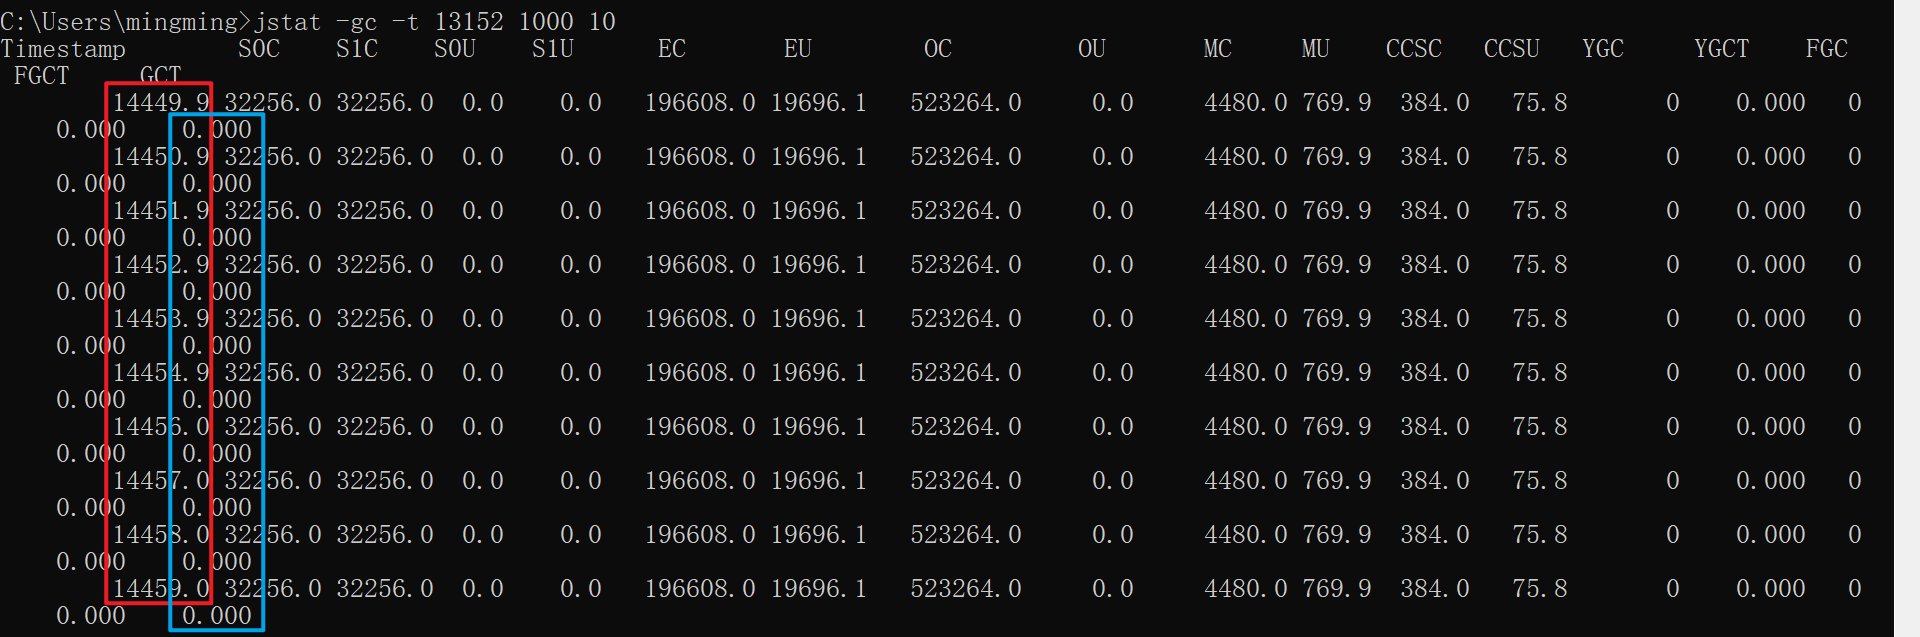 C:\Users\mingming>jstat -gc -t 13152 1000 10
Timestamp        S0C    S1C    S0U    S1U      EC       EU        OC         OU       MC     MU    CCSC   CCSU   YGC     YGCT    FGC
 FGCT     GCT
        14449.9 32256.0 32256.0  0.0    0.0   196608.0 19696.1   523264.0     0.0     4480.0 769.9  384.0   75.8       0    0.000   0
    0.000    0.000
        14450.9 32256.0 32256.0  0.0    0.0   196608.0 19696.1   523264.0     0.0     4480.0 769.9  384.0   75.8       0    0.000   0
    0.000    0.000
        14451.9 32256.0 32256.0  0.0    0.0   196608.0 19696.1   523264.0     0.0     4480.0 769.9  384.0   75.8       0    0.000   0
    0.000    0.000
        14452.9 32256.0 32256.0  0.0    0.0   196608.0 19696.1   523264.0     0.0     4480.0 769.9  384.0   75.8       0    0.000   0
    0.000    0.000
        14453.9 32256.0 32256.0  0.0    0.0   196608.0 19696.1   523264.0     0.0     4480.0 769.9  384.0   75.8       0    0.000   0
    0.000    0.000
        14454.9 32256.0 32256.0  0.0    0.0   196608.0 19696.1   523264.0     0.0     4480.0 769.9  384.0   75.8       0    0.000   0
    0.000    0.000
        14456.0 32256.0 32256.0  0.0    0.0   196608.0 19696.1   523264.0     0.0     4480.0 769.9  384.0   75.8       0    0.000   0
    0.000    0.000
        14457.0 32256.0 32256.0  0.0    0.0   196608.0 19696.1   523264.0     0.0     4480.0 769.9  384.0   75.8       0    0.000   0
    0.000    0.000
        14458.0 32256.0 32256.0  0.0    0.0   196608.0 19696.1   523264.0     0.0     4480.0 769.9  384.0   75.8       0    0.000   0
    0.000    0.000
        14459.0 32256.0 32256.0  0.0    0.0   196608.0 19696.1   523264.0     0.0     4480.0 769.9  384.0   75.8       0    0.000   0
    0.000    0.000